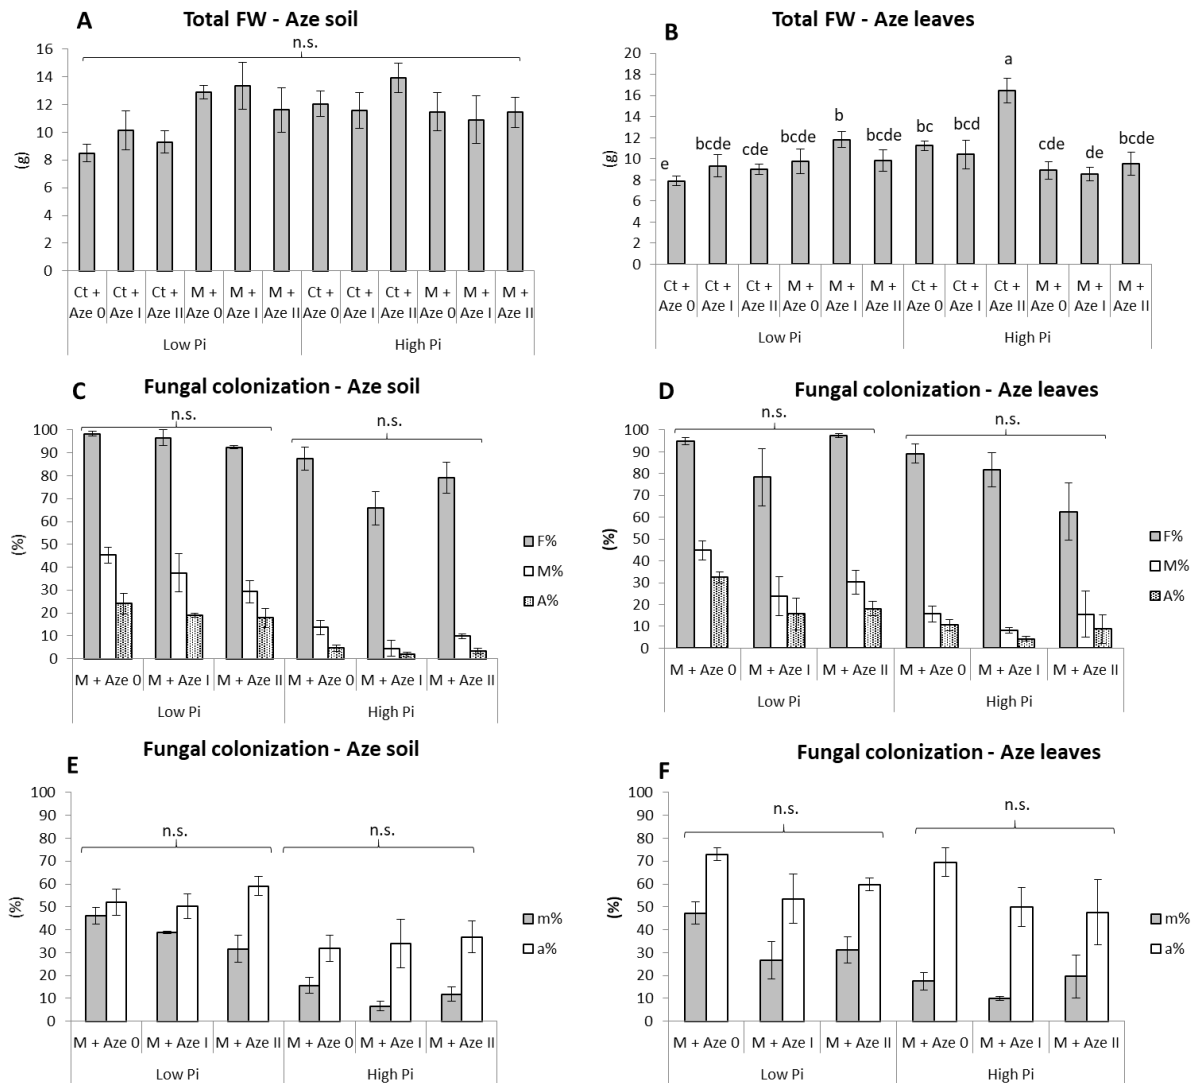 A
Total FW - Aze soil
n.s.
16
14
12
10
8
6
4
2
0
(g)
Ct + Ct + Ct + M + M + M + Ct + Ct + Ct + M + M + M +
Aze 0 Aze I Aze II Aze 0 Aze I Aze II Aze 0 Aze I Aze II Aze 0 Aze I Aze II
Low Pi High Pi
B
Total FW - Aze leaves
20
18
16
14
12
10
8
6
4
2
0
(g)
e bcde cde bcde b bcde bc bcd a cde de bcde
Ct + Ct + Ct + M + M + M + Ct + Ct + Ct + M + M + M +
Aze 0 Aze I Aze II Aze 0 Aze I Aze II Aze 0 Aze I Aze II Aze 0 Aze I Aze II
Low Pi High Pi
C
Fungal colonization - Aze soil
n.s. n.s.
100
90
80
70
60
50
40
30
20
10
0
(%)
F%
M%
A%
M + Aze 0 M + Aze I M + Aze II M + Aze 0 M + Aze I M + Aze II
Low Pi High Pi
D
Fungal colonization - Aze leaves
n.s. n.s.
100
90
80
70
60
50
40
30
20
10
0
(%)
F%
M%
A%
M + Aze 0 M + Aze I M + Aze II M + Aze 0 M + Aze I M + Aze II
Low Pi High Pi
E
Fungal colonization - Aze soil
n.s. n.s.
100
90
80
70
60
50
40
30
20
10
0
(%)
m%
a%
M + Aze 0 M + Aze I M + Aze II M + Aze 0 M + Aze I M + Aze II
Low Pi High Pi
F
Fungal colonization - Aze leaves
n.s. n.s.
100
90
80
70
60
50
40
30
20
10
0
(%)
m%
a%
M + Aze 0 M + Aze I M + Aze II M + Aze 0 M + Aze I M + Aze II
Low Pi High Pi